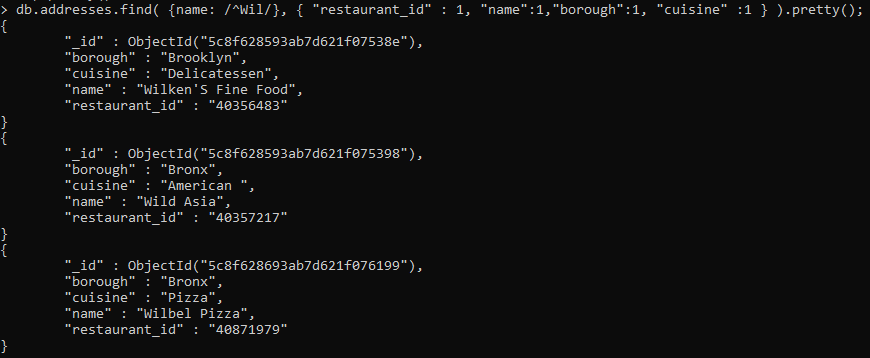 > db.addresses.find( {name: /^Wil/}, { "restaurant_id" : 1, "name":1,"borough":1, "cuisine" :1 } ).pretty();
{
"_id" : ObjectId("5c8f628593ab7d621f07538e"),
"borough" : "Brooklyn",
"cuisine" : "Delicatessen",
"name" : "Wilken'S Fine Food",
"restaurant_id" : "40356483"
}
{
"_id" : ObjectId("5c8f628593ab7d621f075398"),
"borough" : "Bronx",
"cuisine" : "American ",
"name" : "Wild Asia",
"restaurant_id" : "40357217"
}
{
"_id" : ObjectId("5c8f628693ab7d621f076199"),
"borough" : "Bronx",
"cuisine" : "Pizza",
"name" : "Wilbel Pizza",
"restaurant_id" : "40871979"
}